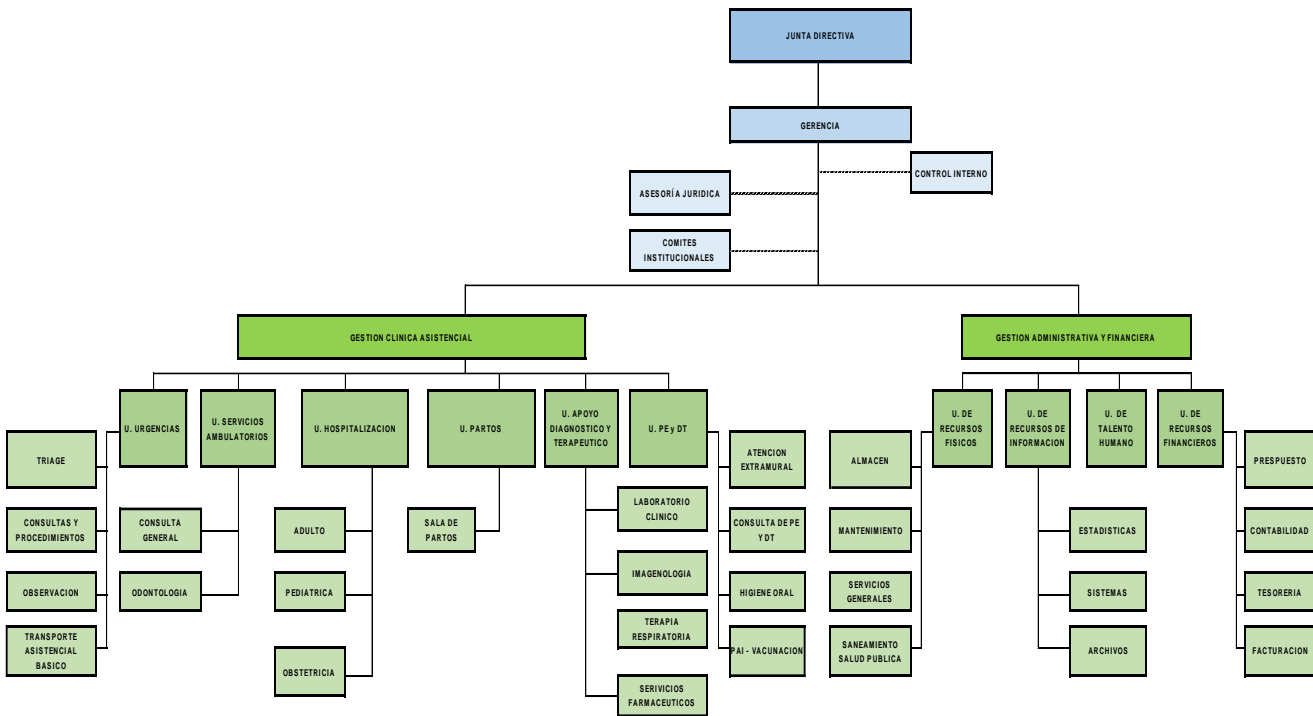 JUNTA DIRECTIVA
GERENCIA
CONTROL INTERNO
ASESORÍA JURIDICA
COMITES
INSTITUCIONALES
GESTION CLINICA ASISTENCIAL
GESTION ADMINISTRATIVA Y FINANCIERA
U. URGENCIAS
U. SERVICIOS
AMBULATORIOS
U. HOSPITALIZACION
U. PARTOS
U. APOYO
DIAGNOSTICO Y
TERAPEUTICO
U. PE y DT
U. DE
RECURSOS
FISICOS
U. DE
RECURSOS DE
INFORMACION
U. DE
TALENTO
HUMANO
U. DE
RECURSOS
FINANCIEROS
TRIAGE
CONSULTAS Y
PROCEDIMIENTOS
OBSERVACION
TRANSPORTE
ASISTENCIAL
BASICO
CONSULTA
GENERAL
ODONTOLOGIA
ADULTO
PEDIATRICA
OBSTETRICIA
SALA DE
PARTOS
LABORATORIO
CLINICO
IMAGENOLOGIA
TERAPIA
RESPIRATORIA
SERIVICIOS
FARMACEUTICOS
ATENCION
EXTRAMURAL
CONSULTA DE PE
Y DT
HIGIENE ORAL
PAI - VACUNACION
ALMACEN
MANTENIMIENTO
SERVICIOS
GENERALES
SANEAMIENTO
SALUD PUBLICA
ESTADISTICAS
SISTEMAS
ARCHIVOS
PRESPUESTO
CONTABILIDAD
TESORERIA
FACTURACION